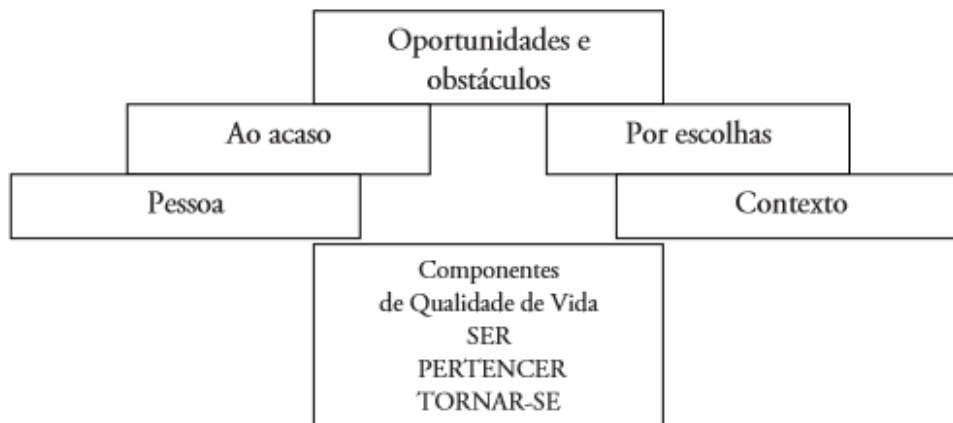 Oportunidades e
obstáculos
Ao acaso
Por escolhas
Pessoa
Contexto
Componentes
de Qualidade de Vida
SER
PERTENCER
TORNAR-SE